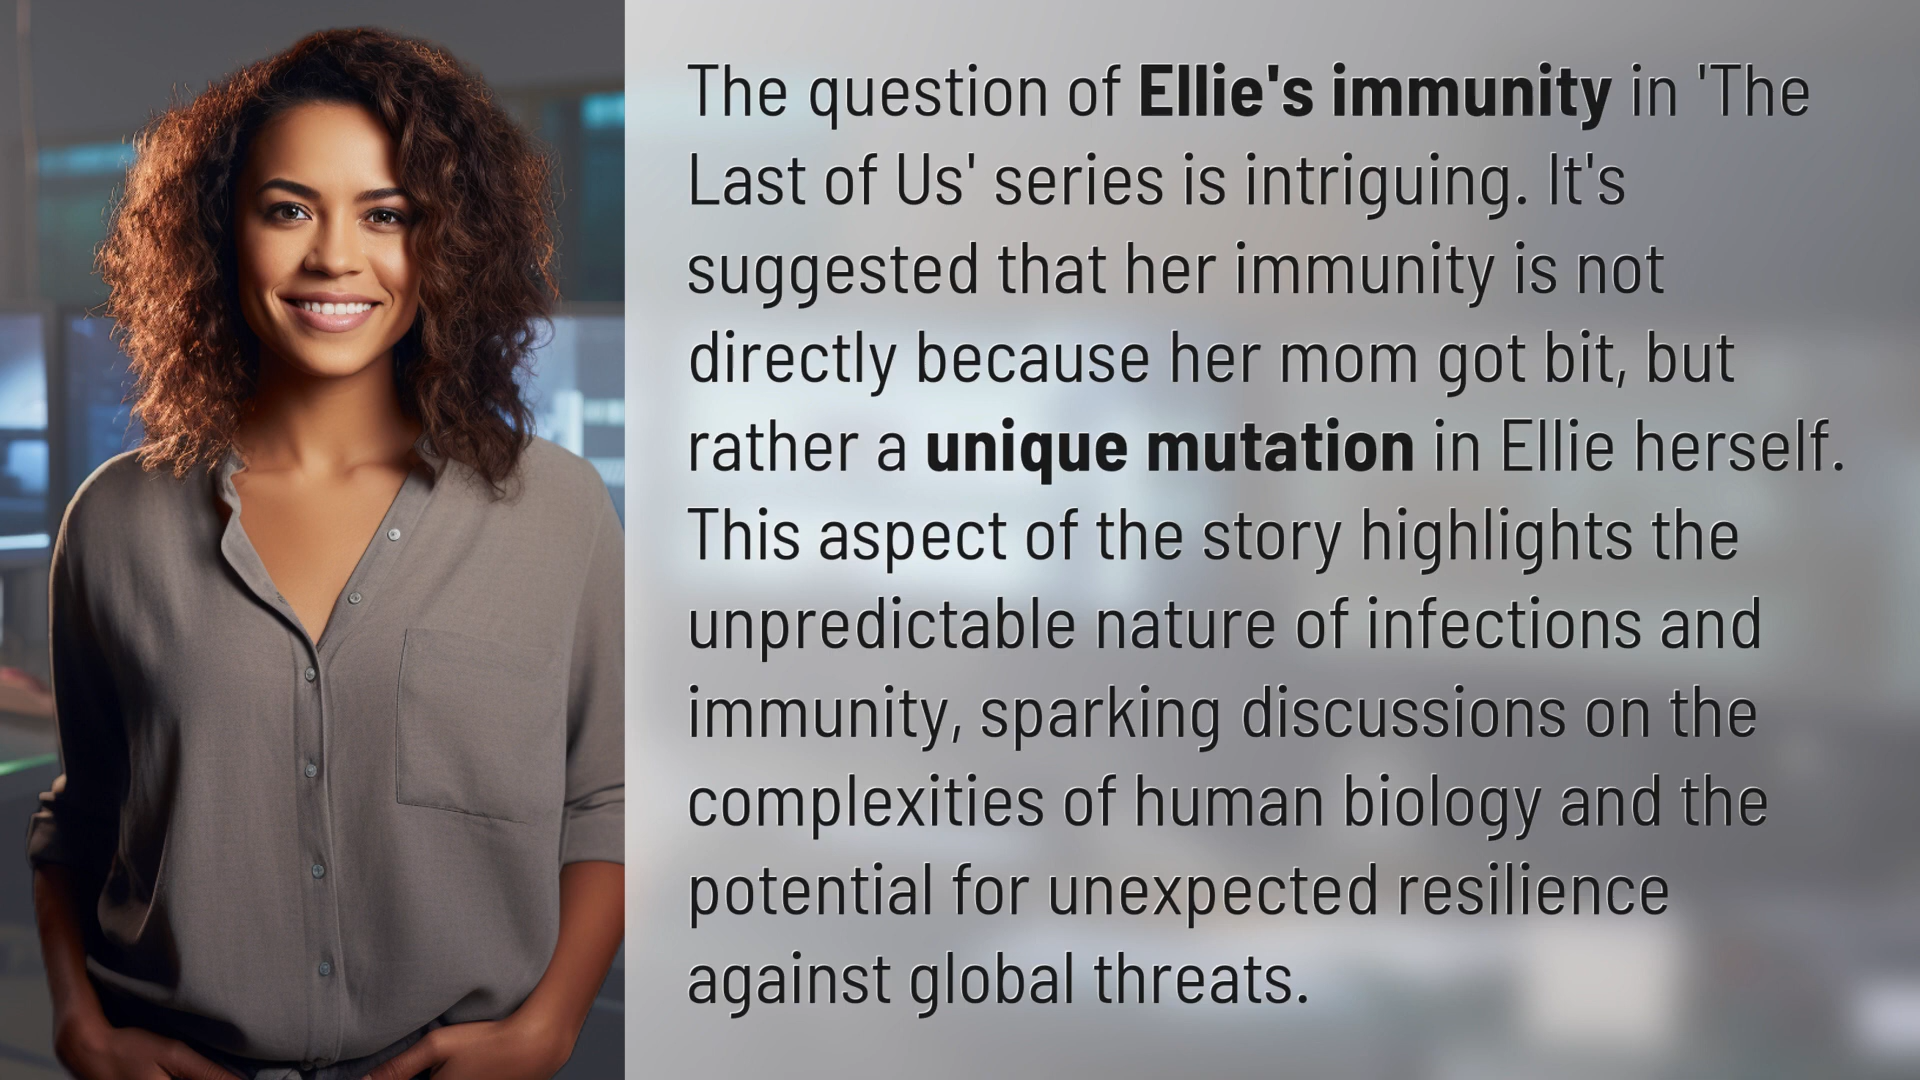 The question of Ellie's immunity in 'The
Last of Us' series is intriguing. It's
suggested that her immunity is not
directly because her mom got bit, but
rather a unique mutation in Ellie herself.
This aspect of the story highlights the
unpredictable nature of infections and
immunity, sparking discussions on the
complexities of human biology and the
potential for unexpected resilience
against global threats.